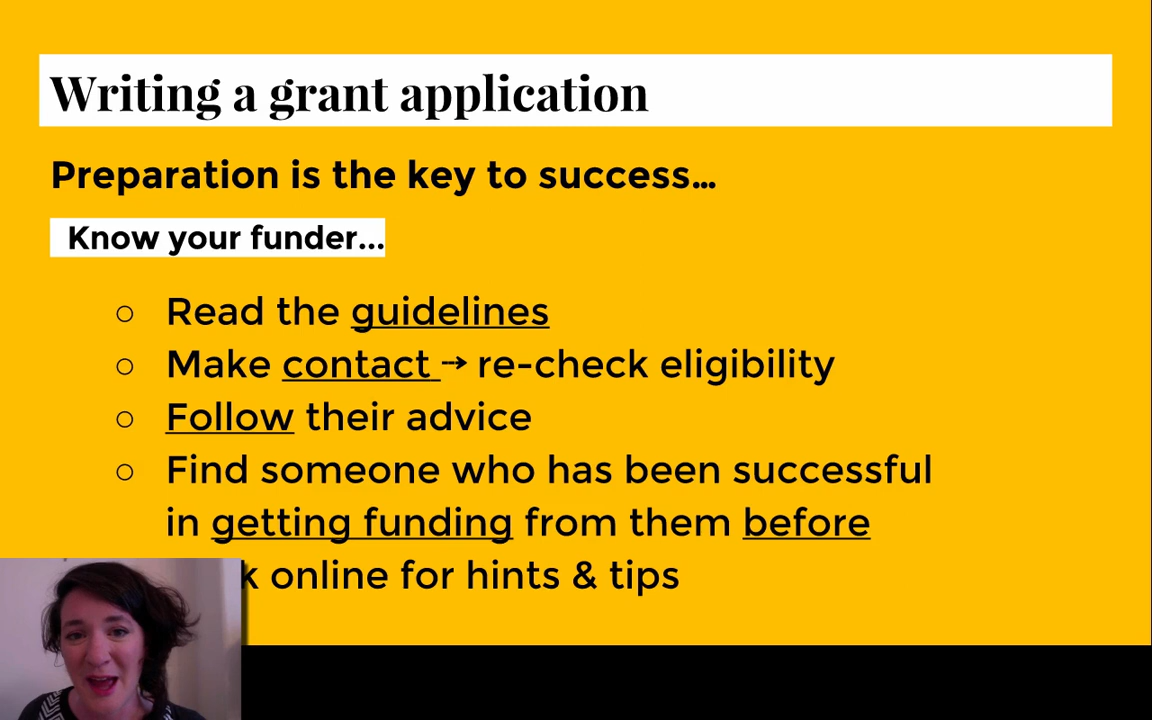 Writing a grant application
Preparation is the key to success...
Know your funder...
○ Read the guidelines
○ Make contact → re-check eligibility
○ Follow their advice
○ Find someone who has been successful
in getting funding from them before
online for hints & tips